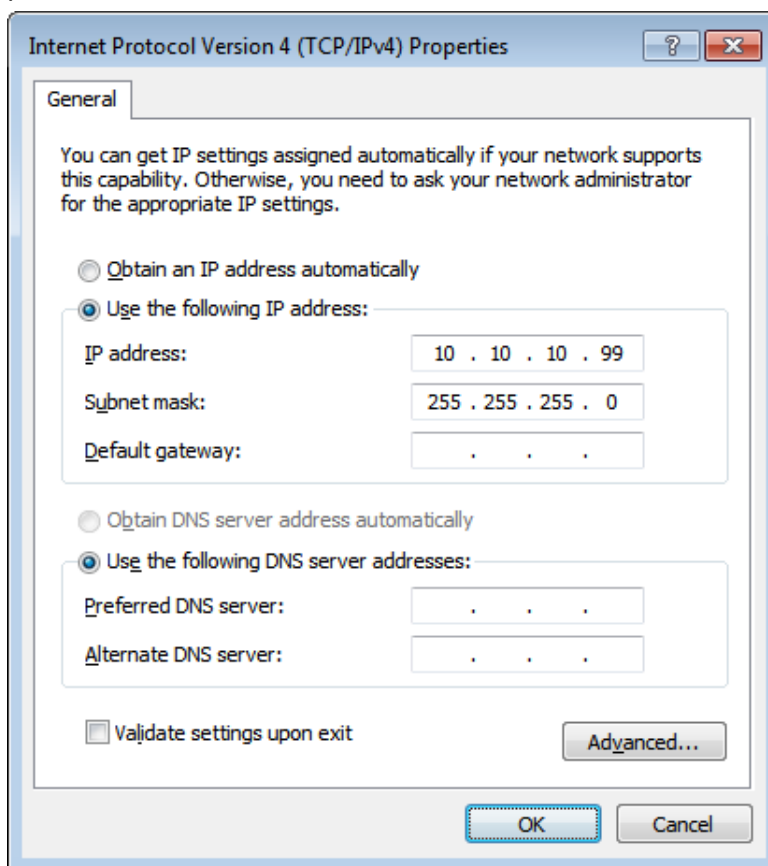 Internet Protocol Version 4 (TCP/IPv4) Properties
?
General
You can get IP settings assigned automatically if your network supports
this capability. Otherwise, you need to ask your network administrator
for the appropriate IP settings.
Obtain an IP address automatically
Use the following IP address:
IP address: 10 . 10 . 10 . 99
Subnet mask: 255 . 255 . 255 . 0
Default gateway: . . .
Obtain DNS server address automatically
Use the following DNS server addresses:
Preferred DNS server: . . .
Alternate DNS server: . . .
Validate settings upon exit
Advanced...
OK Cancel